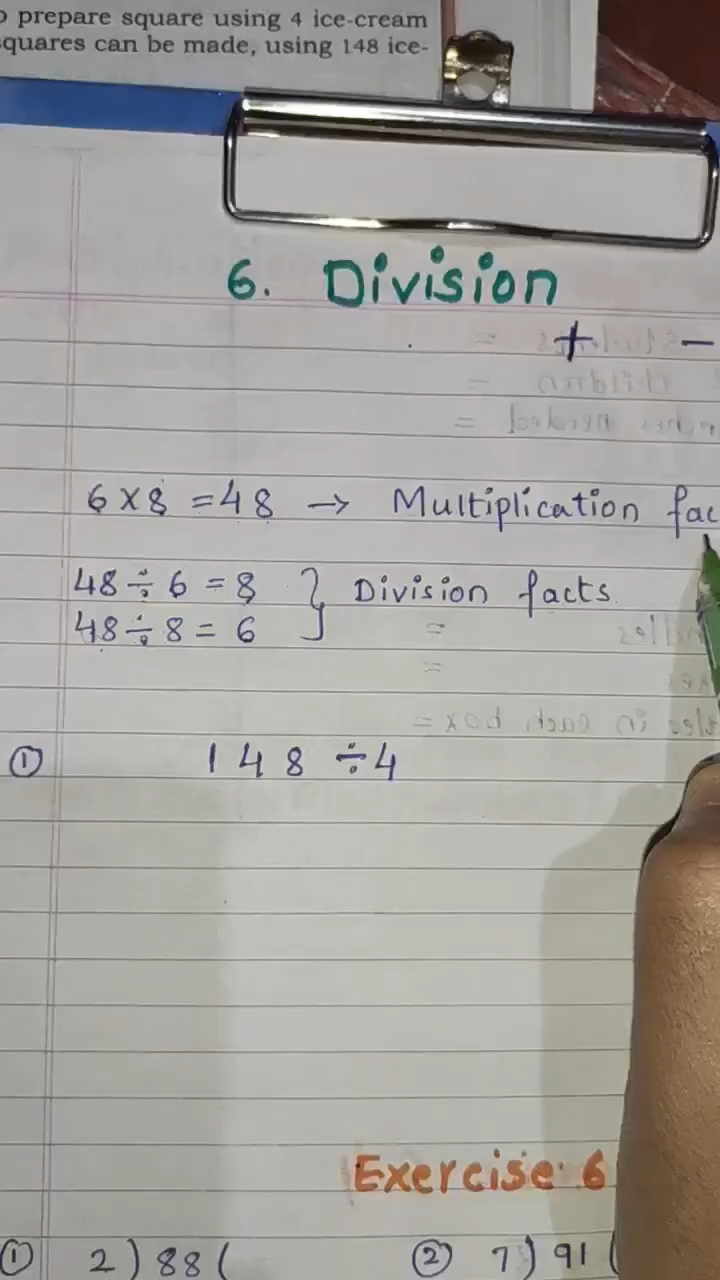 prepare square using 4 ice-cream
quares can be made, using 148 ice-
6. Division
+ −
6 × 8 = 48 → Multiplication fac
48 ÷ 6 = 8 } Division facts
48 ÷ 8 = 6
① 148 ÷ 4
Exercise 6
① 2 ) 88 ( ② 7 ) 91 (